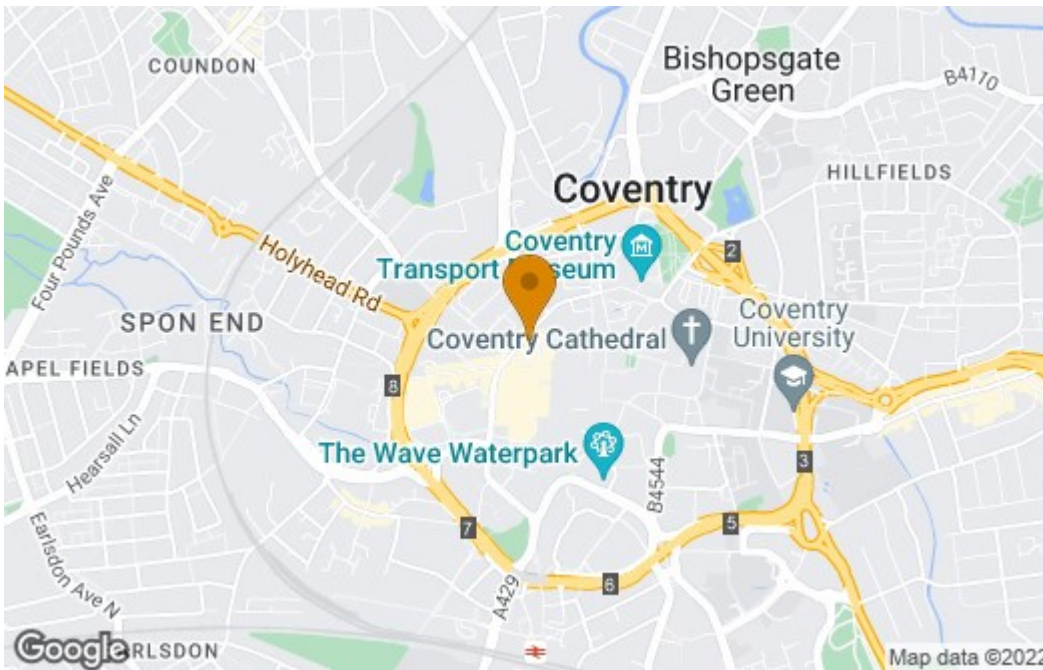 COUNDON
Bishopsgate
Green
B4110
Coventry
HILLFIELDS
Four Pounds Ave
Holyhead Rd
Coventry
Transport Museum
2
SPON END
Coventry Cathedral
Coventry
University
APEL FIELDS
8
Hearsall Ln
The Wave Waterpark
B4544
3
Earlsdon Ave N
7
5
6
A429
Google
EARLSDON
Map data ©2022